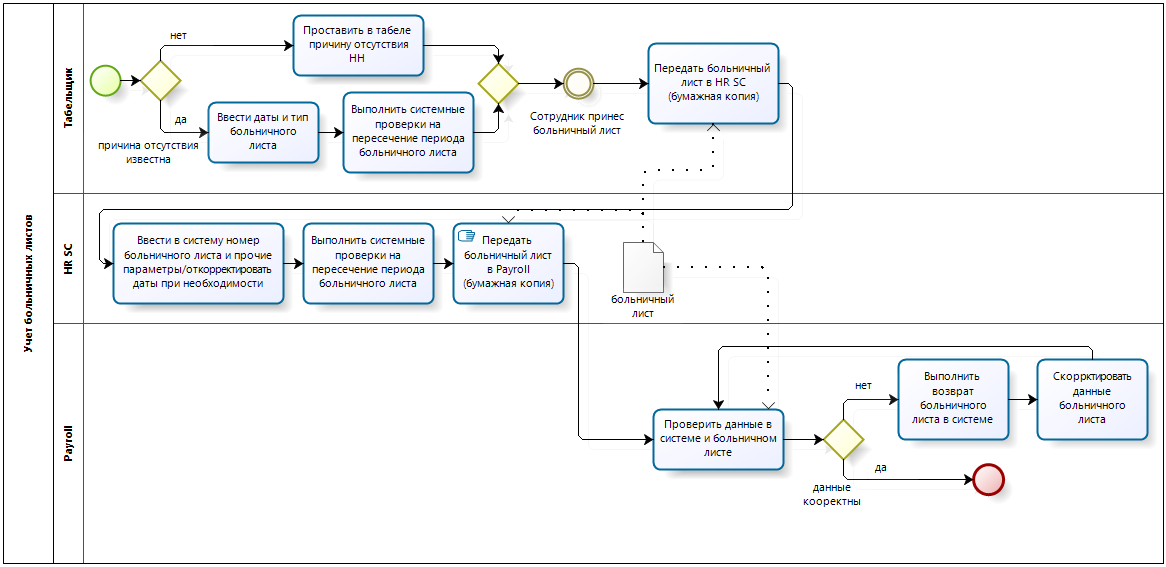 Учет больничных листов
Табельщик
нет
Проставить в табеле
причину отсутствия
НН
да
причина отсутствия
известна
Ввести даты и тип
больничного
листа
Выполнить системные
проверки на
пересечение периода
больничного листа
Сотрудник принес
больничный лист
Передать больничный
лист в HR SC
(бумажная копия)
HR SC
Ввести в систему номер
больничного листа и прочие
параметры/откорректировать
даты при необходимости
Выполнить системные
проверки на
пересечение периода
больничного листа
Передать
больничный лист
в Payroll
(бумажная копия)
больничный
лист
Payroll
Проверить данные в
системе и больничном
листе
нет
да
данные
кооректны
Выполнить
возврат
больничного
листа в системе
Скоррктировать
данные
больничного
листа